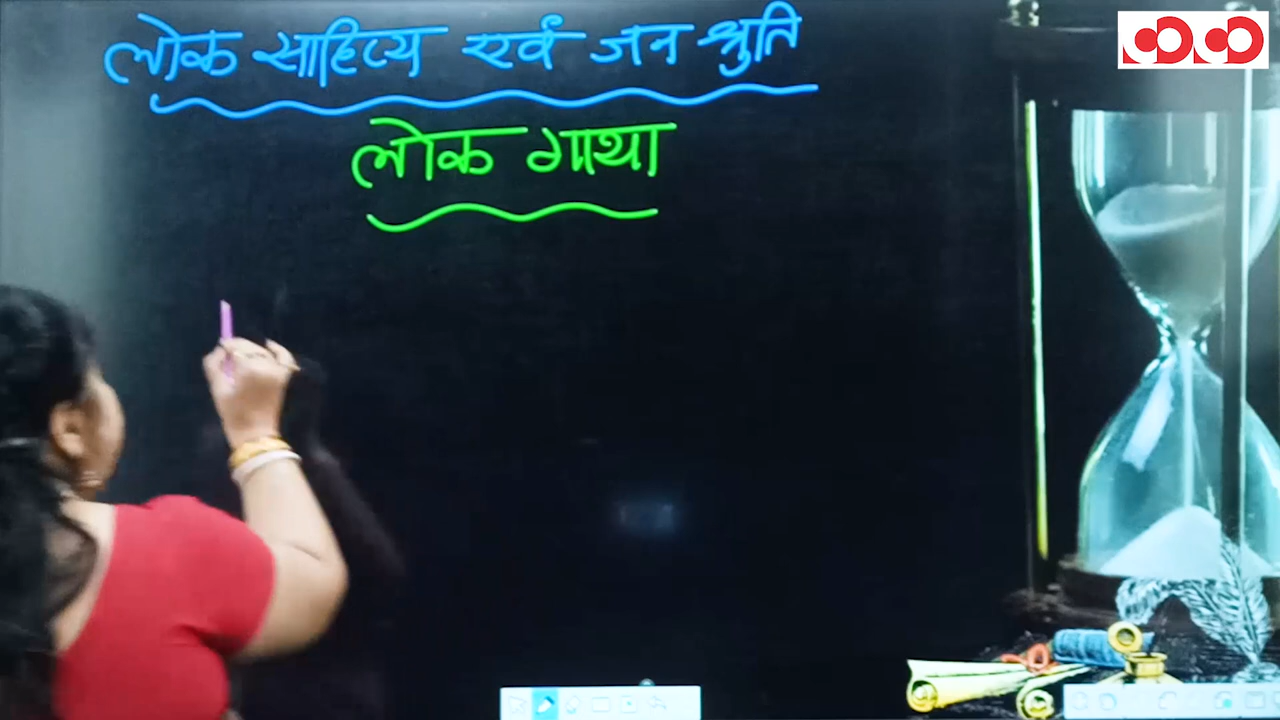 लोक साहित्य एवं जन श्रुति
लोक गाथा